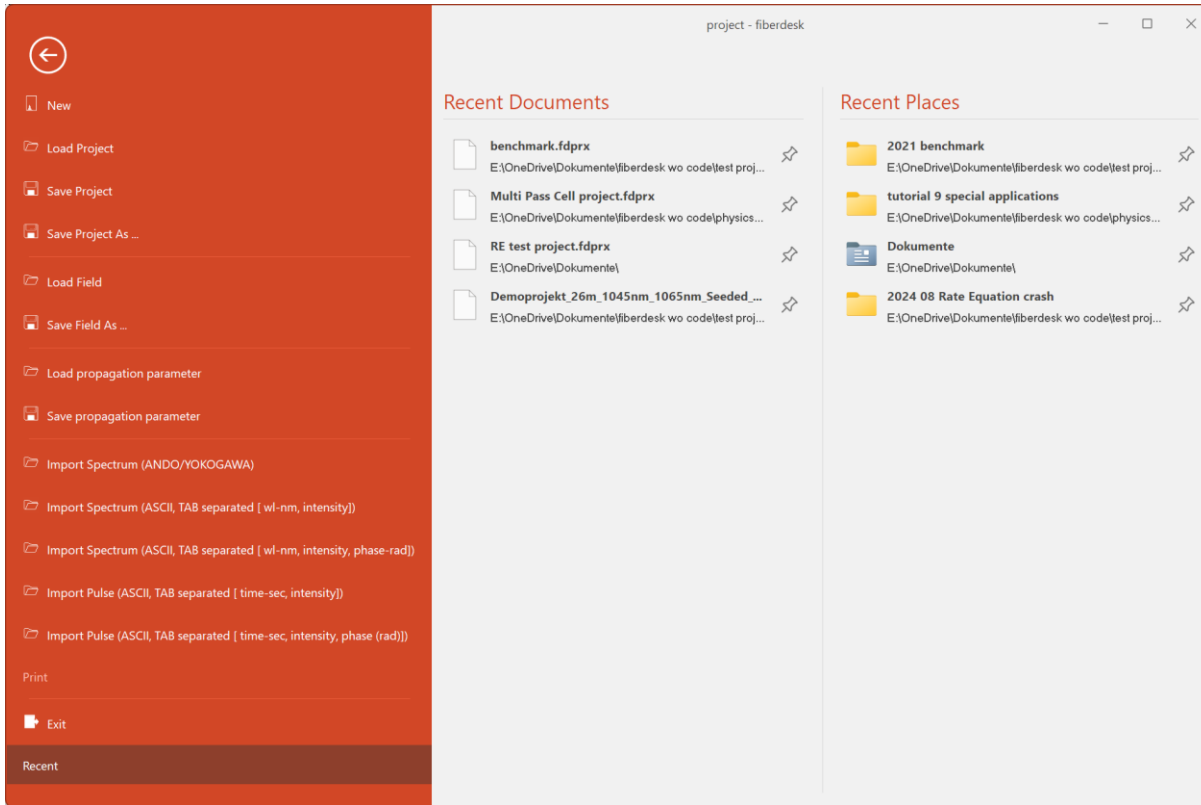 project - fiberdesk
New
Load Project
Save Project
Save Project As ...
Load Field
Save Field As ...
Load propagation parameter
Save propagation parameter
Import Spectrum (ANDO/YOKOGAWA)
Import Spectrum (ASCII, TAB separated [ wl-nm, intensity])
Import Spectrum (ASCII, TAB separated [ wl-nm, intensity, phase-rad])
Import Pulse (ASCII, TAB separated [ time-sec, intensity])
Import Pulse (ASCII, TAB separated [ time-sec, intensity, phase (rad)])
Print
Exit
Recent
Recent Documents
benchmark.fdprx
E:\OneDrive\Dokumente\fiberdesk wo code\test proj...
Multi Pass Cell project.fdprx
E:\OneDrive\Dokumente\fiberdesk wo code\physics...
RE test project.fdprx
E:\OneDrive\Dokumente\
Demoprojekt_26m_1045nm_1065nm_Seeded_...
E:\OneDrive\Dokumente\fiberdesk wo code\test proj...
Recent Places
2021 benchmark
E:\OneDrive\Dokumente\fiberdesk wo code\test proj...
tutorial 9 special applications
E:\OneDrive\Dokumente\fiberdesk wo code\physics...
Dokumente
E:\OneDrive\Dokumente\
2024 08 Rate Equation crash
E:\OneDrive\Dokumente\fiberdesk wo code\test proj...